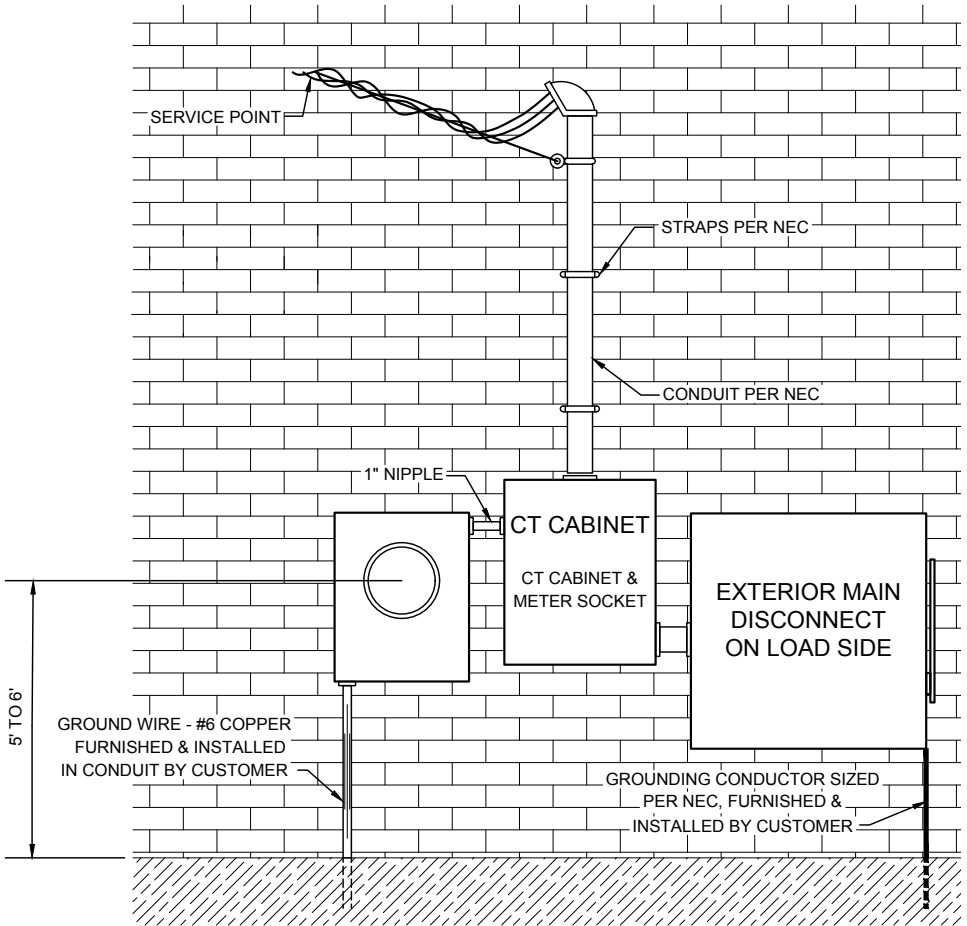 SERVICE POINT
STRAPS PER NEC
CONDUIT PER NEC
1" NIPPLE
CT CABINET
CT CABINET &
METER SOCKET
EXTERIOR MAIN
DISCONNECT
ON LOAD SIDE
5' TO 6'
GROUND WIRE - #6 COPPER
FURNISHED & INSTALLED
IN CONDUIT BY CUSTOMER
GROUNDING CONDUCTOR SIZED
PER NEC, FURNISHED &
INSTALLED BY CUSTOMER